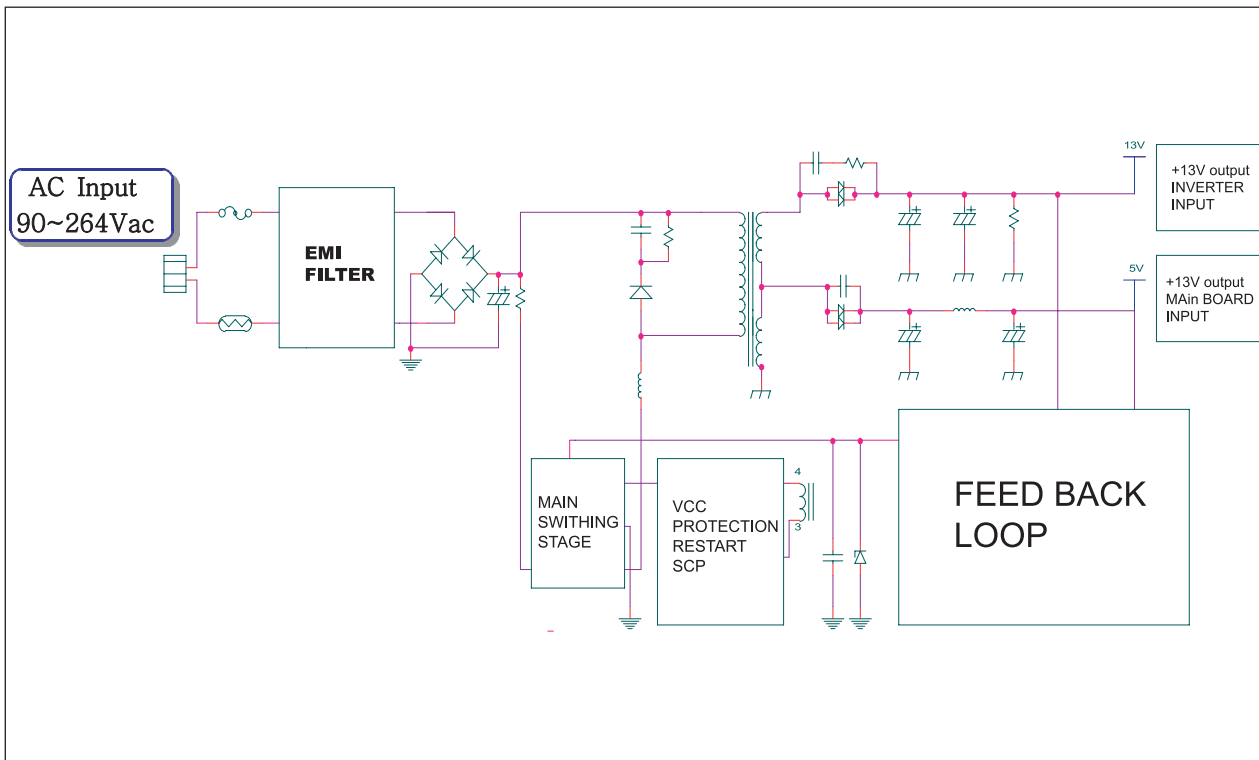 AC Input
90~264Vac
EMI
FILTER
13V
+13V output
INVERTER
INPUT
5V
+13V output
MAin BOARD
INPUT
MAIN
SWITHING
STAGE
VCC
PROTECTION
RESTART
SCP
4
3
FEED BACK
LOOP